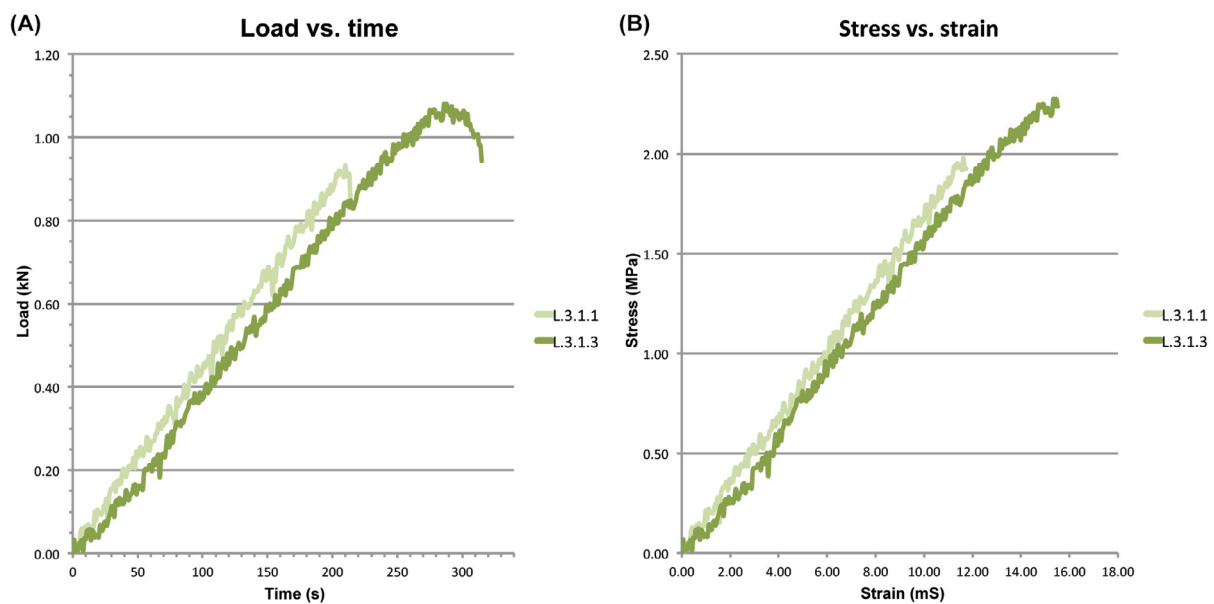 (A)
Load vs. time
1.20
1.00
0.80
0.60
0.40
0.20
0.00
Load (kN)
0 50 100 150 200 250 300
Time (s)
L.3.1.1
L.3.1.3
(B)
Stress vs. strain
2.50
2.00
1.50
1.00
0.50
0.00
Stress (MPa)
0.00 2.00 4.00 6.00 8.00 10.00 12.00 14.00 16.00 18.00
Strain (mS)
L.3.1.1
L.3.1.3